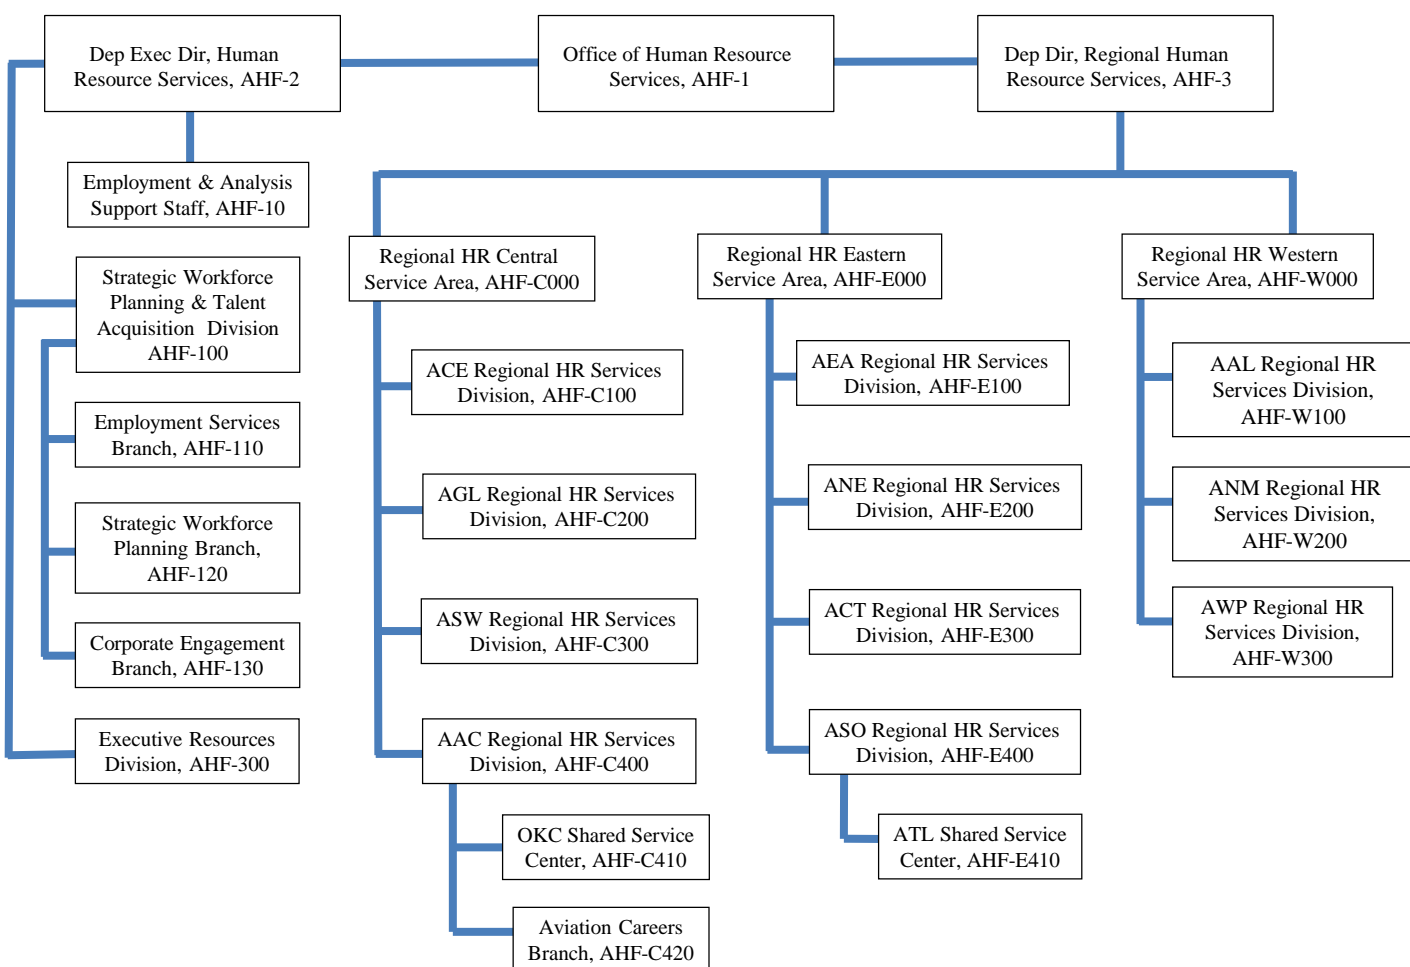 Dep Exec Dir, Human
Resource Services, AHF-2
Office of Human Resource
Services, AHF-1
Dep Dir, Regional Human
Resource Services, AHF-3
Employment & Analysis
Support Staff, AHF-10
Strategic Workforce
Planning & Talent
Acquisition Division
AHF-100
Employment Services
Branch, AHF-110
Strategic Workforce
Planning Branch,
AHF-120
Corporate Engagement
Branch, AHF-130
Executive Resources
Division, AHF-300
Regional HR Central
Service Area, AHF-C000
ACE Regional HR Services
Division, AHF-C100
AGL Regional HR Services
Division, AHF-C200
ASW Regional HR Services
Division, AHF-C300
AAC Regional HR Services
Division, AHF-C400
OKC Shared Service
Center, AHF-C410
Aviation Careers
Branch, AHF-C420
Regional HR Eastern
Service Area, AHF-E000
AEA Regional HR Services
Division, AHF-E100
ANE Regional HR Services
Division, AHF-E200
ACT Regional HR Services
Division, AHF-E300
ASO Regional HR Services
Division, AHF-E400
ATL Shared Service
Center, AHF-E410
Regional HR Western
Service Area, AHF-W000
AAL Regional HR
Services Division,
AHF-W100
ANM Regional HR
Services Division,
AHF-W200
AWP Regional HR
Services Division,
AHF-W300